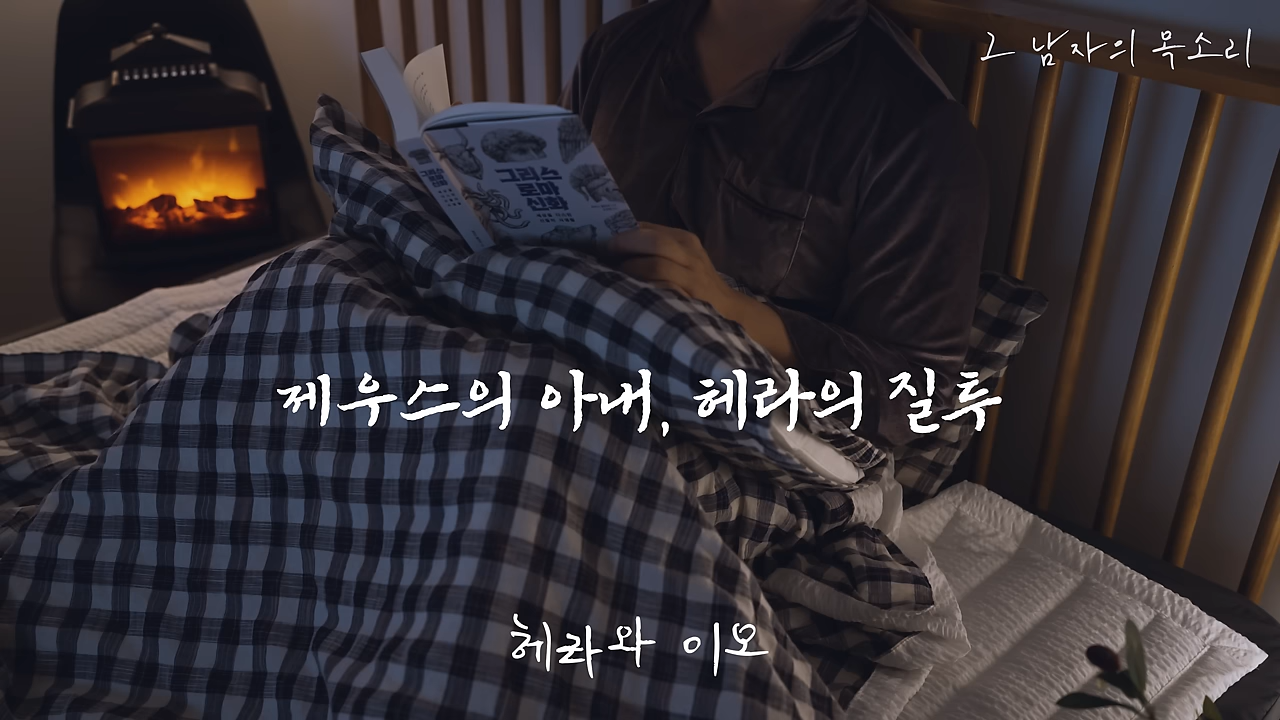 그 남자의 목소리
그리스
로마
신화
제우스의 아내, 헤라의 질투
헤라와 이오